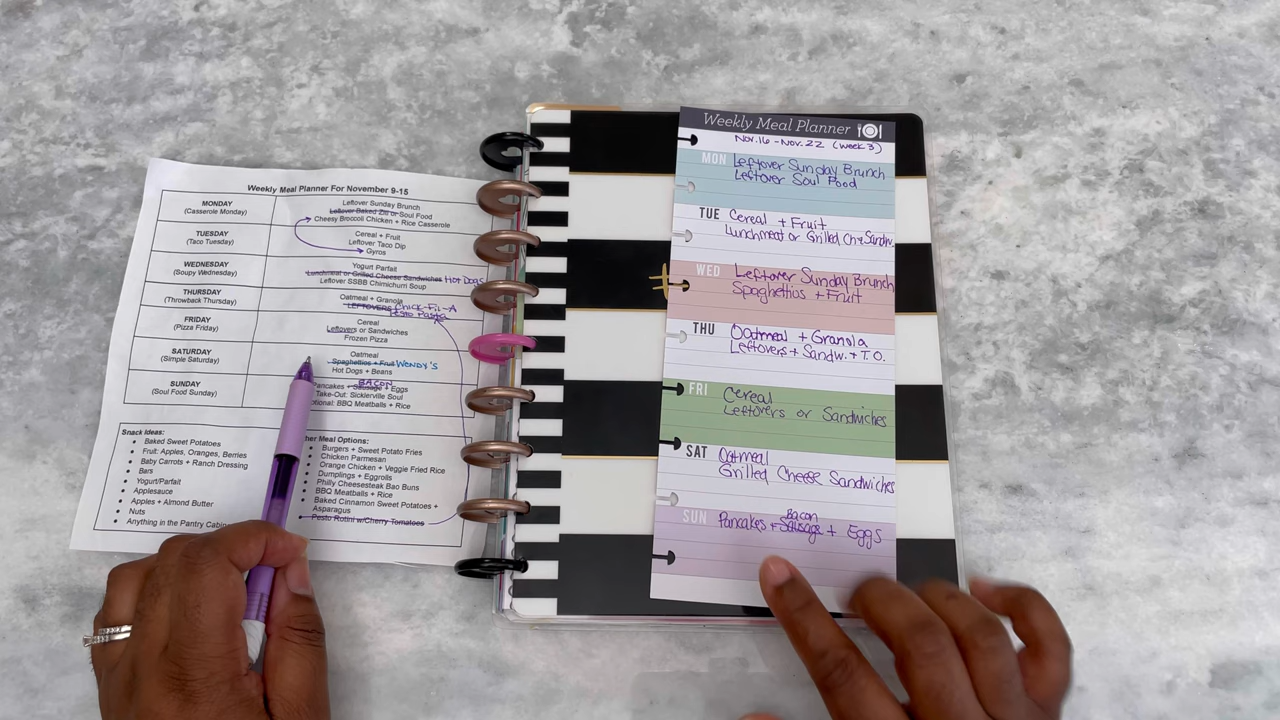 Weekly Meal Planner For November 9-15
MONDAY
(Casserole Monday)
Leftover Sunday Brunch
Leftover Baked Ziti or Soul Food
Cheesy Broccoli Chicken + Rice Casserole
TUESDAY
(Taco Tuesday)
Cereal + Fruit
Leftover Taco Dip
Gyros
WEDNESDAY
(Soupy Wednesday)
Yogurt Parfait
Lunchmeat or Grilled Cheese Sandwiches HOT DOGS
Leftover SSBB Chimichurri Soup
THURSDAY
(Throwback Thursday)
Oatmeal + Granola
LEFTOVERS Chick-Fil-A
Pesto Pasta
FRIDAY
(Pizza Friday)
Cereal
Leftovers or Sandwiches
Frozen Pizza
SATURDAY
(Simple Saturday)
Oatmeal
Spaghettios + Fruit WENDY'S
Hot Dogs + Beans
SUNDAY
(Soul Food Sunday)
BACON
Pancakes + Sausage + Eggs
Take-Out: Sicklerville Soul
BBQ Meatballs + Rice
Snack Ideas:
Baked Sweet Potatoes
Fruit: Apples, Oranges, Berries
Baby Carrots + Ranch Dressing
Bars
Yogurt/Parfait
Applesauce
Apples + Almond Butter
Nuts
Anything in the Pantry
Meal Options:
Burgers + Sweet Potato Fries
Chicken Parmesan
Orange Chicken + Veggie Fried Rice
Dumplings + Eggrolls
Philly Cheesesteak Bao Buns
BBQ Meatballs + Rice
Baked Cinnamon Sweet Potatoes +
Asparagus
Pesto Rotini w/Cherry Tomatoes
Weekly Meal Planner
Nov.16 - Nov.22 (Week 3)
MON Leftover Sunday Brunch
Leftover Soul Food
TUE Cereal + Fruit
Lunchmeat or Grilled Che. Sandw.
WED Leftover Sunday Brunch
Spaghettios + Fruit
THU Oatmeal + Granola
Leftovers + Sandw. + T.O.
FRI Cereal
Leftovers or Sandwiches
SAT Oatmeal
Grilled Cheese Sandwiches
Bacon
SUN Pancakes + Sausage + Eggs